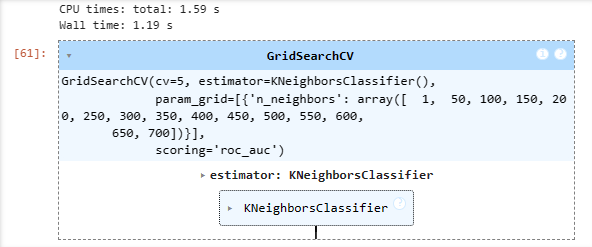 CPU times: total: 1.59 s
Wall time: 1.19 s
[61]:
GridSearchCV
i ?
GridSearchCV(cv=5, estimator=KNeighborsClassifier(),
param_grid=[{'n_neighbors': array([  1,  50, 100, 150, 20
0, 250, 300, 350, 400, 450, 500, 550, 600,
650, 700])}],
scoring='roc_auc')
estimator: KNeighborsClassifier
KNeighborsClassifier ?